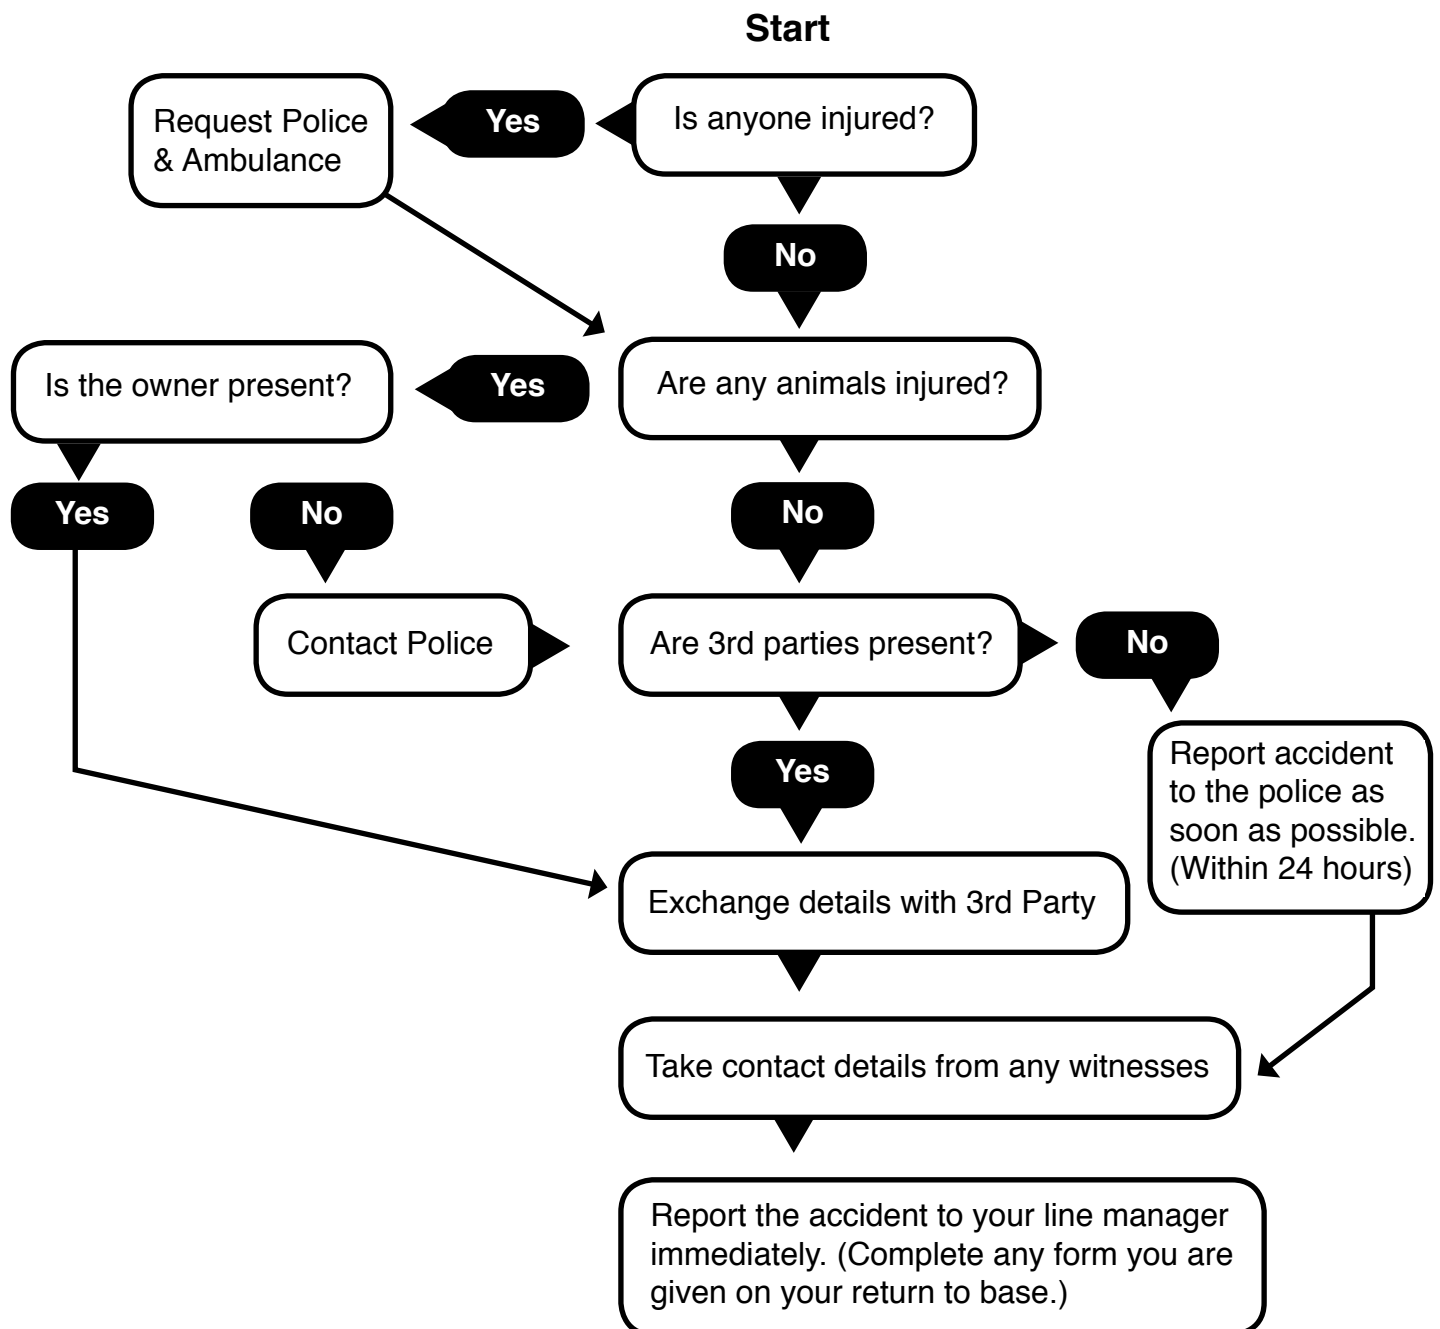 Start
Request Police
& Ambulance
Yes
Is anyone injured?
No
Is the owner present?
Yes
Are any animals injured?
Yes
No
No
Contact Police
Are 3rd parties present?
No
Yes
Report accident
to the police as
soon as possible.
(Within 24 hours)
Exchange details with 3rd Party
Take contact details from any witnesses
Report the accident to your line manager
immediately. (Complete any form you are
given on your return to base.)